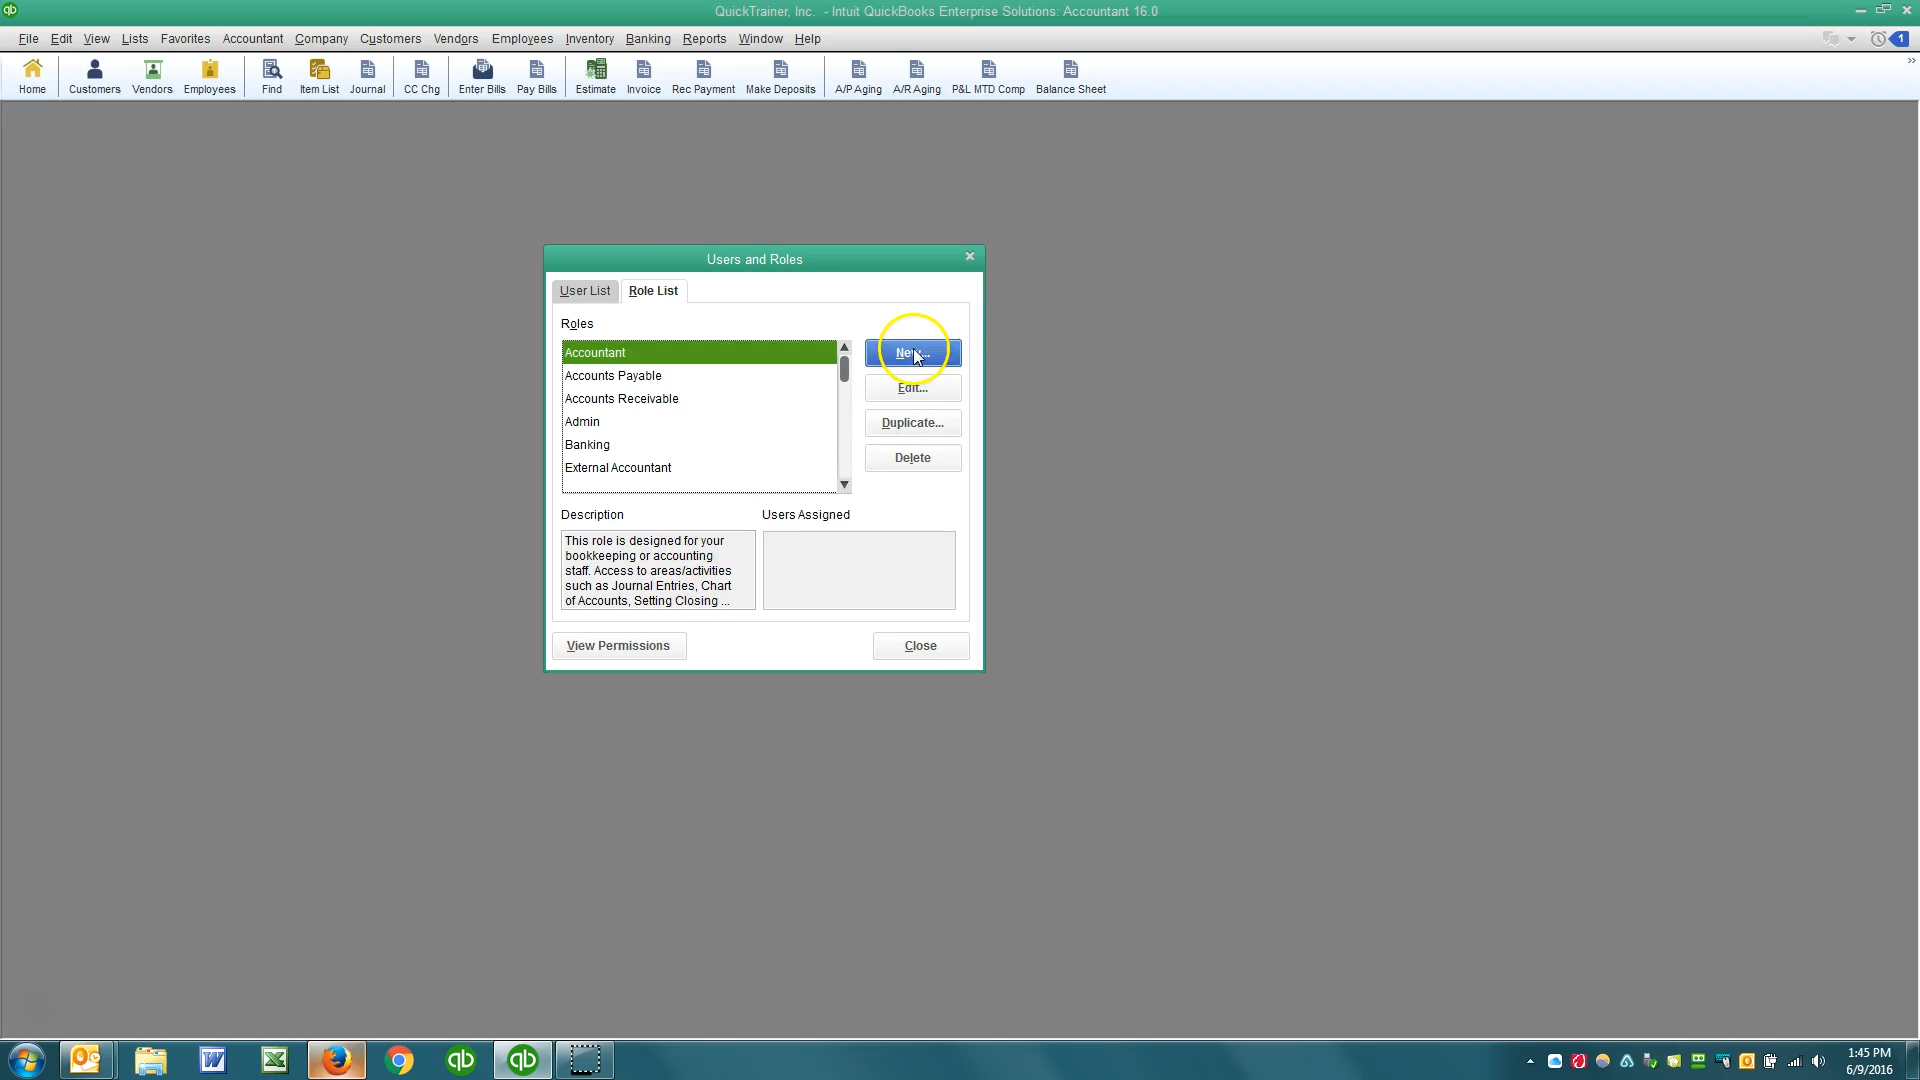 QuickTrainer, Inc. - Intuit QuickBooks Enterprise Solutions: Accountant 16.0
File Edit View Lists Favorites Accountant Company Customers Vendors Employees Inventory Banking Reports Window Help
1
Home Customers Vendors Employees Find Item List Journal CC Chg Enter Bills Pay Bills Estimate Invoice Rec Payment Make Deposits A/P Aging A/R Aging P&L MTD Comp Balance Sheet
Users and Roles
User List Role List
Roles
Accountant
Accounts Payable
Accounts Receivable
Admin
Banking
External Accountant
New...
Edit...
Duplicate...
Delete
Description
This role is designed for your
bookkeeping or accounting
staff. Access to areas/activities
such as Journal Entries, Chart
of Accounts, Setting Closing ...
Users Assigned
View Permissions
Close
1:45 PM
6/9/2016